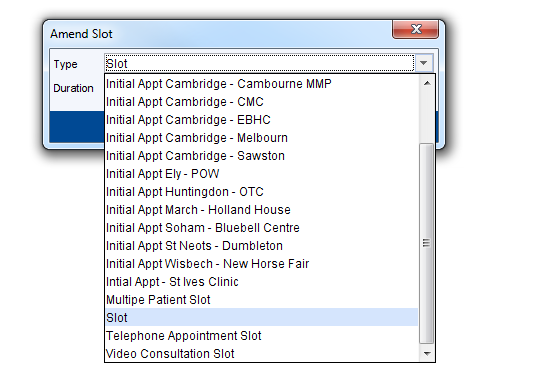 Amend Slot
Type Slot
Duration
Initial Appt Cambridge - Cambourne MMP
Initial Appt Cambridge - CMC
Initial Appt Cambridge - EBHC
Initial Appt Cambridge - Melbourn
Initial Appt Cambridge - Sawston
Initial Appt Ely - POW
Initial Appt Huntingdon - OTC
Initial Appt March - Holland House
Initial Appt Soham - Bluebell Centre
Initial Appt St Neots - Dumbleton
Initial Appt Wisbech - New Horse Fair
Intial Appt - St Ives Clinic
Multipe Patient Slot
Slot
Telephone Appointment Slot
Video Consultation Slot